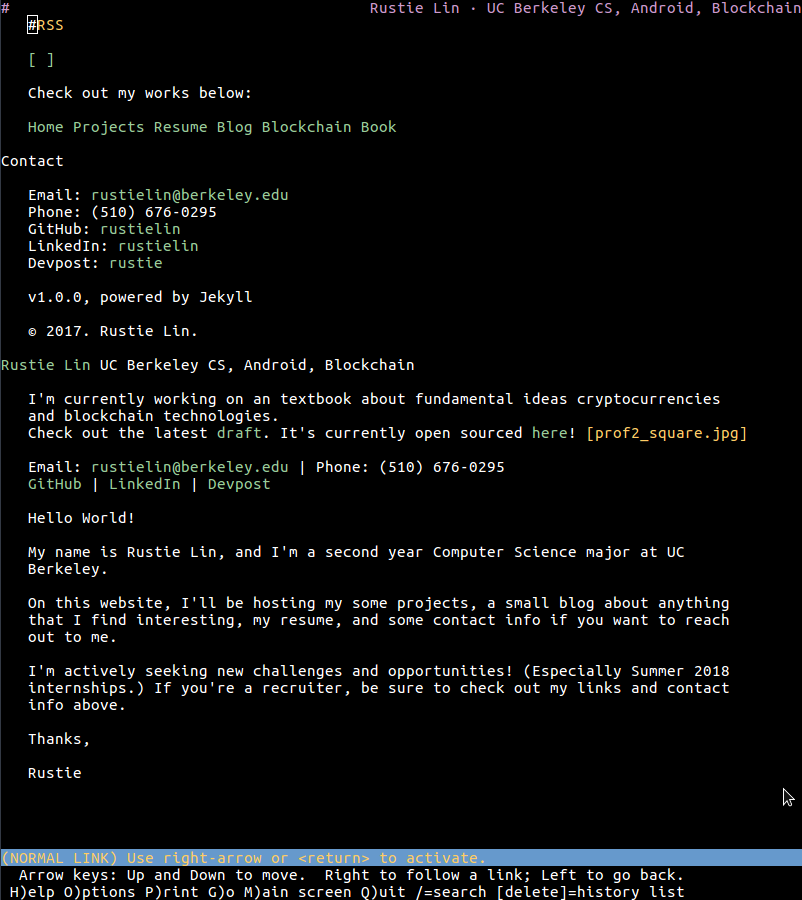 # Rustie Lin · UC Berkeley CS, Android, Blockchain
#RSS
[ ]
Check out my works below:
Home Projects Resume Blog Blockchain Book
Contact
Email: rustielin@berkeley.edu
Phone: (510) 676-0295
GitHub: rustielin
LinkedIn: rustielin
Devpost: rustie
v1.0.0, powered by Jekyll
© 2017. Rustie Lin.
Rustie Lin UC Berkeley CS, Android, Blockchain
I'm currently working on an textbook about fundamental ideas cryptocurrencies
and blockchain technologies.
Check out the latest draft. It's currently open sourced here! [prof2_square.jpg]
Email: rustielin@berkeley.edu | Phone: (510) 676-0295
GitHub | LinkedIn | Devpost
Hello World!
My name is Rustie Lin, and I'm a second year Computer Science major at UC
Berkeley.
On this website, I'll be hosting my some projects, a small blog about anything
that I find interesting, my resume, and some contact info if you want to reach
out to me.
I'm actively seeking new challenges and opportunities! (Especially Summer 2018
internships.) If you're a recruiter, be sure to check out my links and contact
info above.
Thanks,
Rustie
(NORMAL LINK) Use right-arrow or <return> to activate.
Arrow keys: Up and Down to move. Right to follow a link; Left to go back.
H)elp O)ptions P)rint G)o M)ain screen Q)uit /=search [delete]=history list